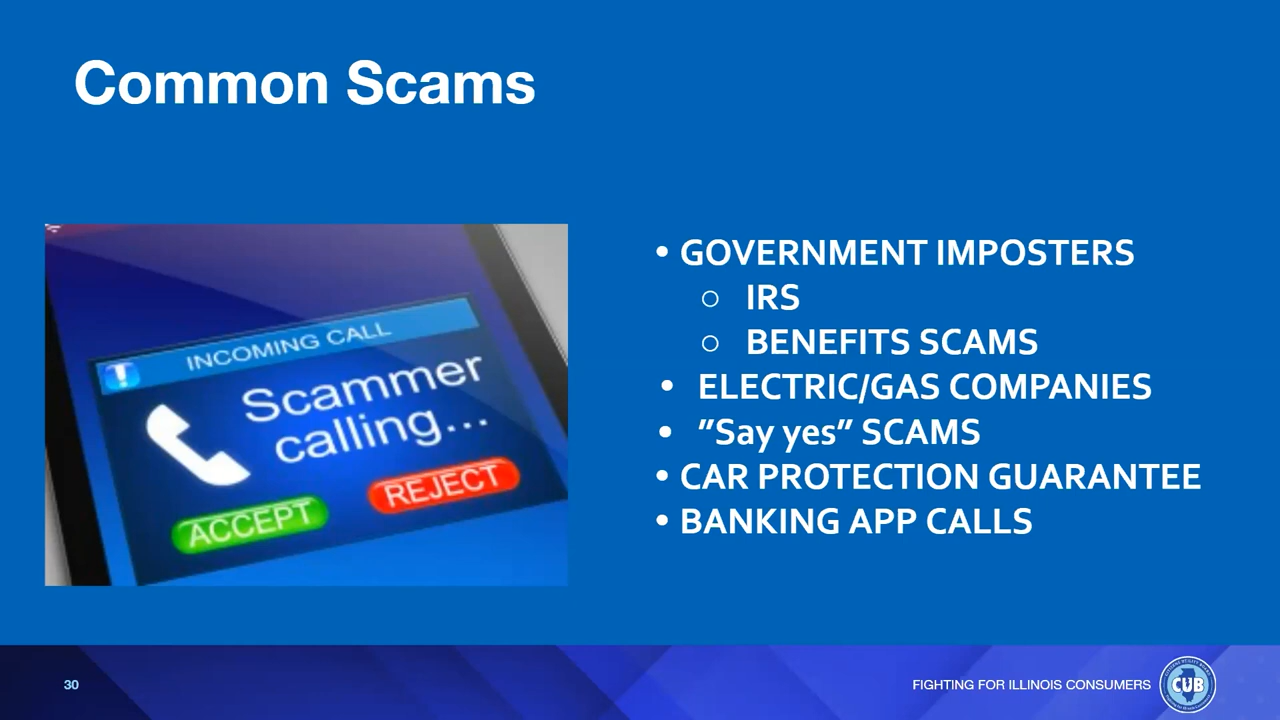 Common Scams
INCOMING CALL
Scammer
calling...
ACCEPT
REJECT
• GOVERNMENT IMPOSTERS
○ IRS
○ BENEFITS SCAMS
• ELECTRIC/GAS COMPANIES
• ”Say yes” SCAMS
• CAR PROTECTION GUARANTEE
• BANKING APP CALLS
30
FIGHTING FOR ILLINOIS CONSUMERS
CUB